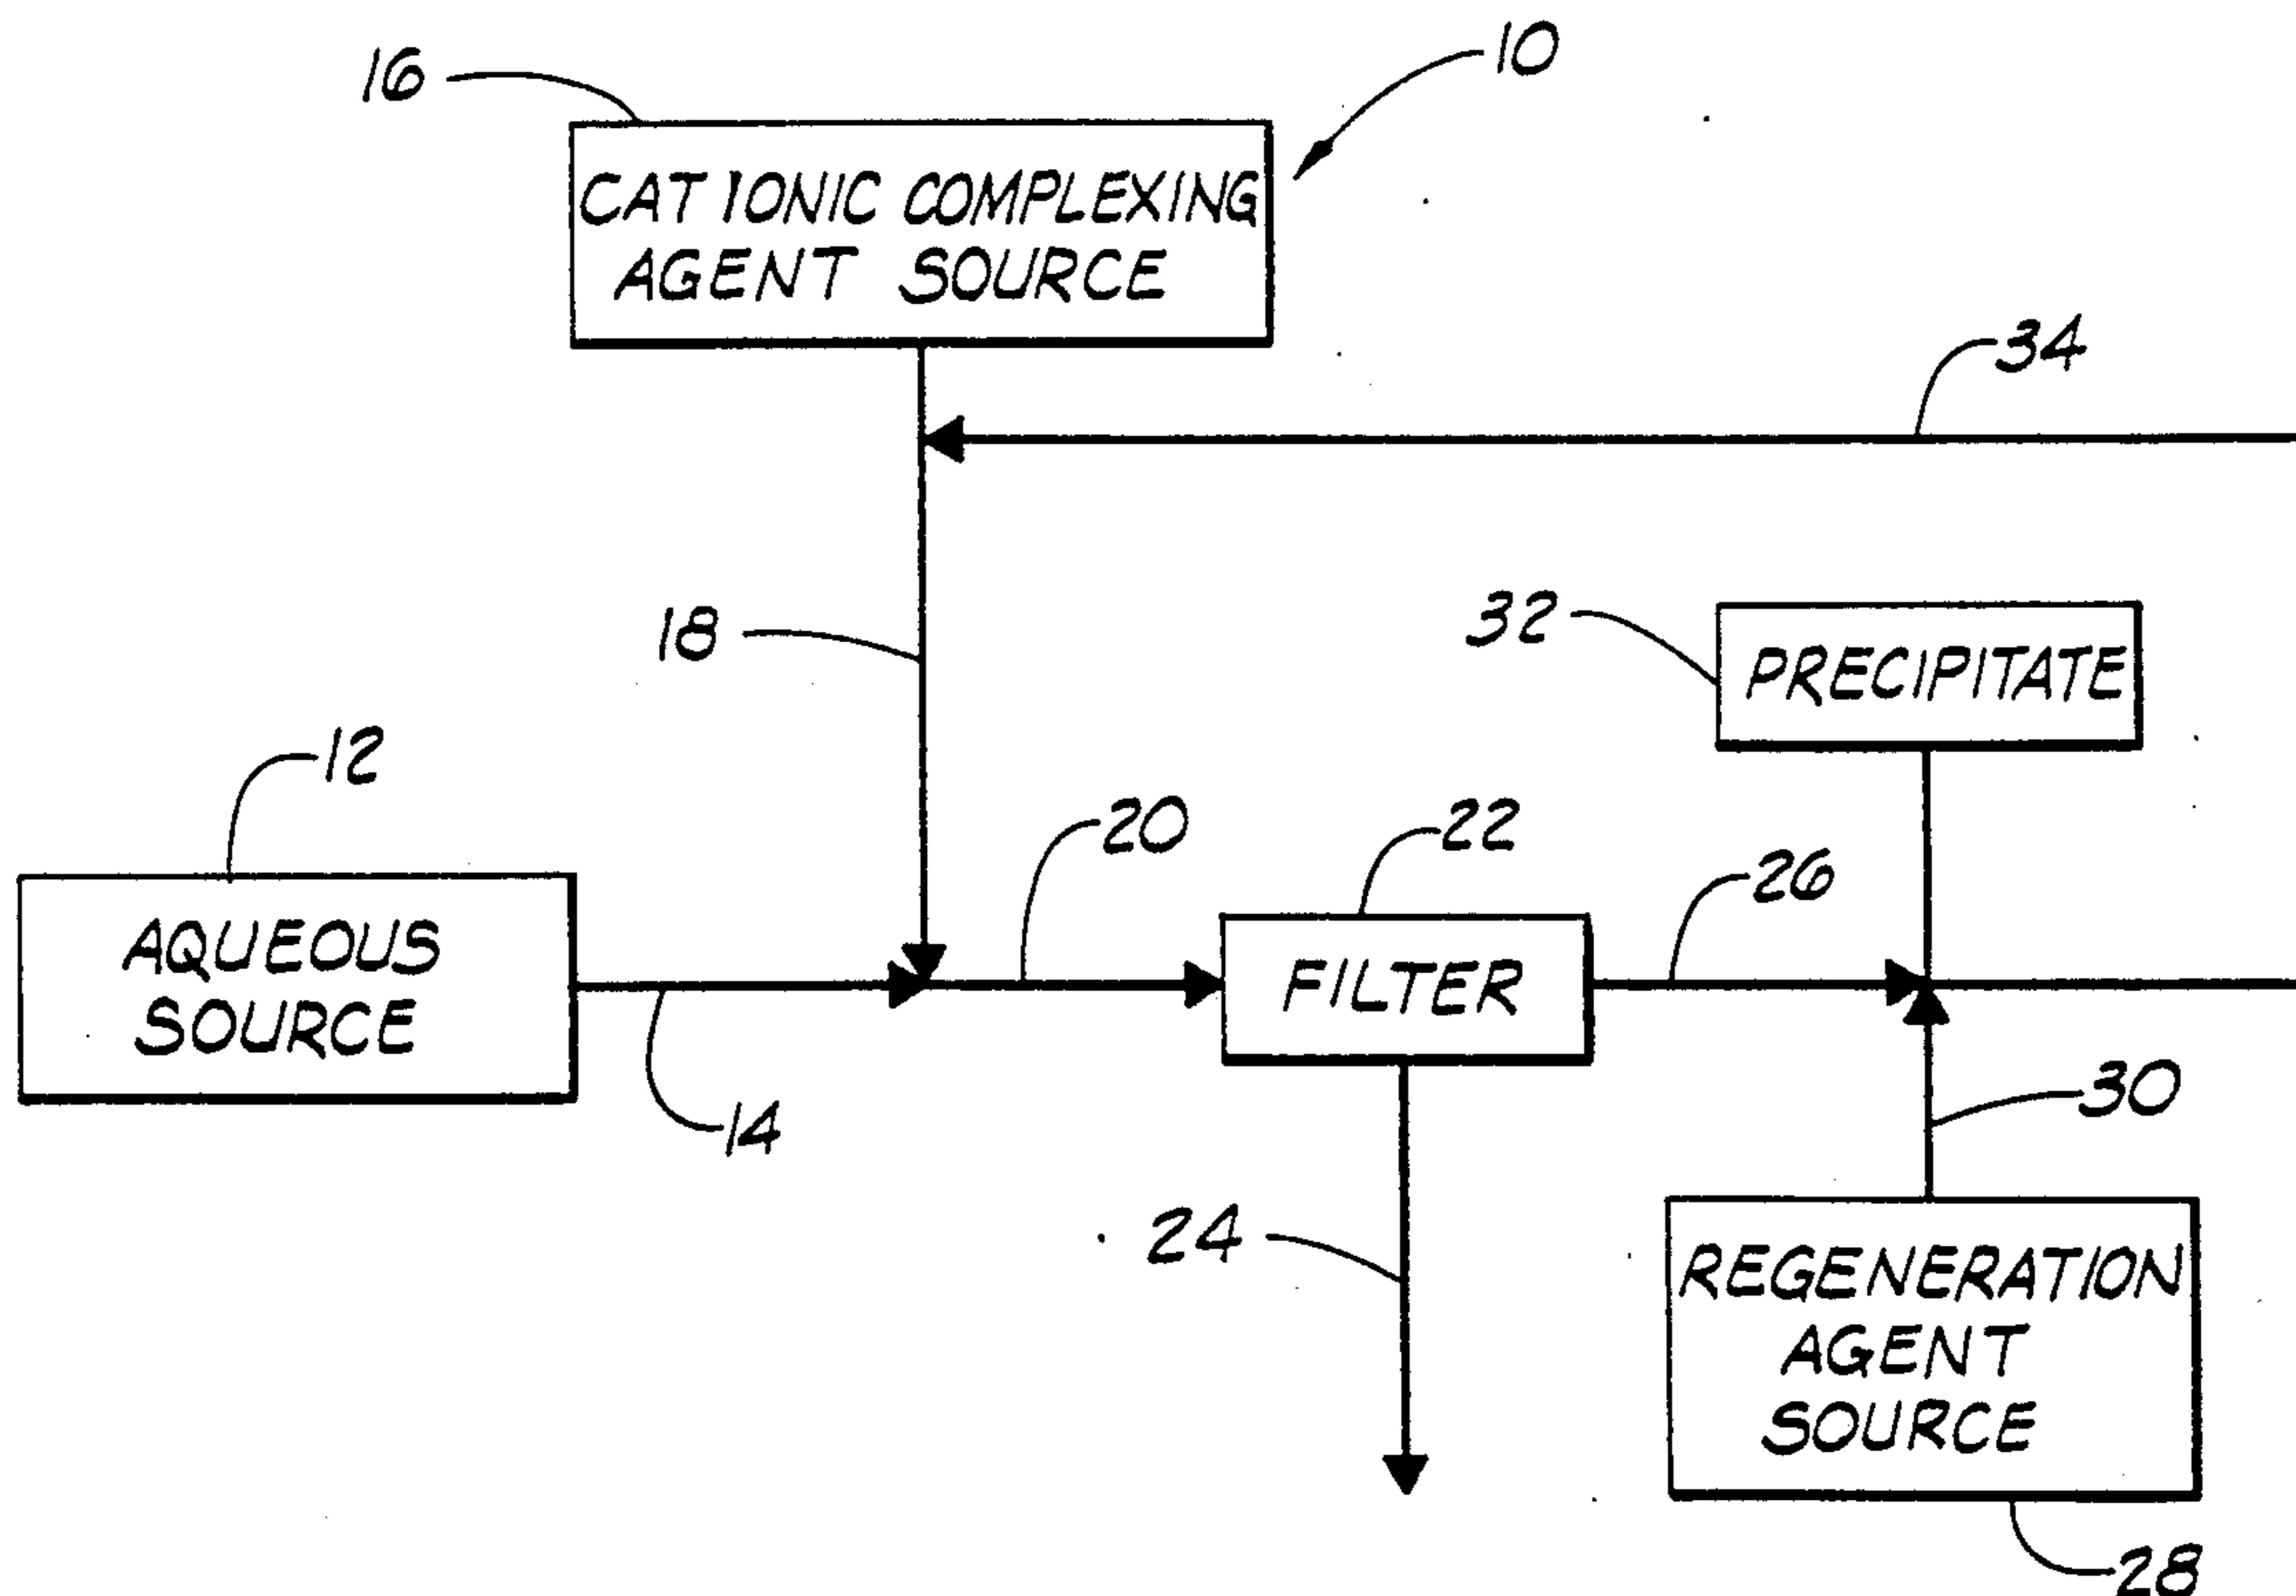 10
16
CATIONIC COMPLEXING
AGENT SOURCE
34
18
32
PRECIPITATE
12
20
22
26
AQUEOUS
SOURCE
FILTER
14
30
24
REGENERATION
AGENT
SOURCE
28